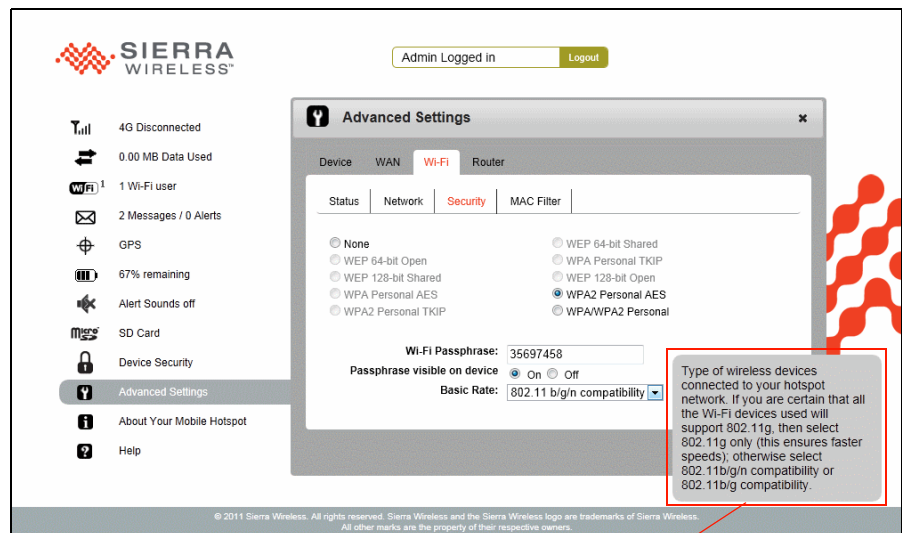 SIERRA
WIRELESS™
Admin Logged in
Logout
4G Disconnected
0.00 MB Data Used
WiFi 1
1 Wi-Fi user
2 Messages / 0 Alerts
GPS
67% remaining
Alert Sounds off
micro SD
SD Card
Device Security
Advanced Settings
About Your Mobile Hotspot
? Help
Advanced Settings
Device WAN Wi-Fi Router
Status Network Security MAC Filter
None
WEP 64-bit Open
WEP 128-bit Shared
WPA Personal AES
WPA2 Personal TKIP
WEP 64-bit Shared
WPA Personal TKIP
WEP 128-bit Open
WPA2 Personal AES
WPA/WPA2 Personal
Wi-Fi Passphrase: 35697458
Passphrase visible on device On Off
Basic Rate: 802.11 b/g/n compatibility
Type of wireless devices
connected to your hotspot
network. If you are certain that all
the Wi-Fi devices used will
support 802.11g, then select
802.11g only (this ensures faster
speeds); otherwise select
802.11b/g/n compatibility or
802.11b/g compatibility.
© 2011 Sierra Wireless. All rights reserved. Sierra Wireless and the Sierra Wireless logo are trademarks of Sierra Wireless.
All other marks are the property of their respective owners.